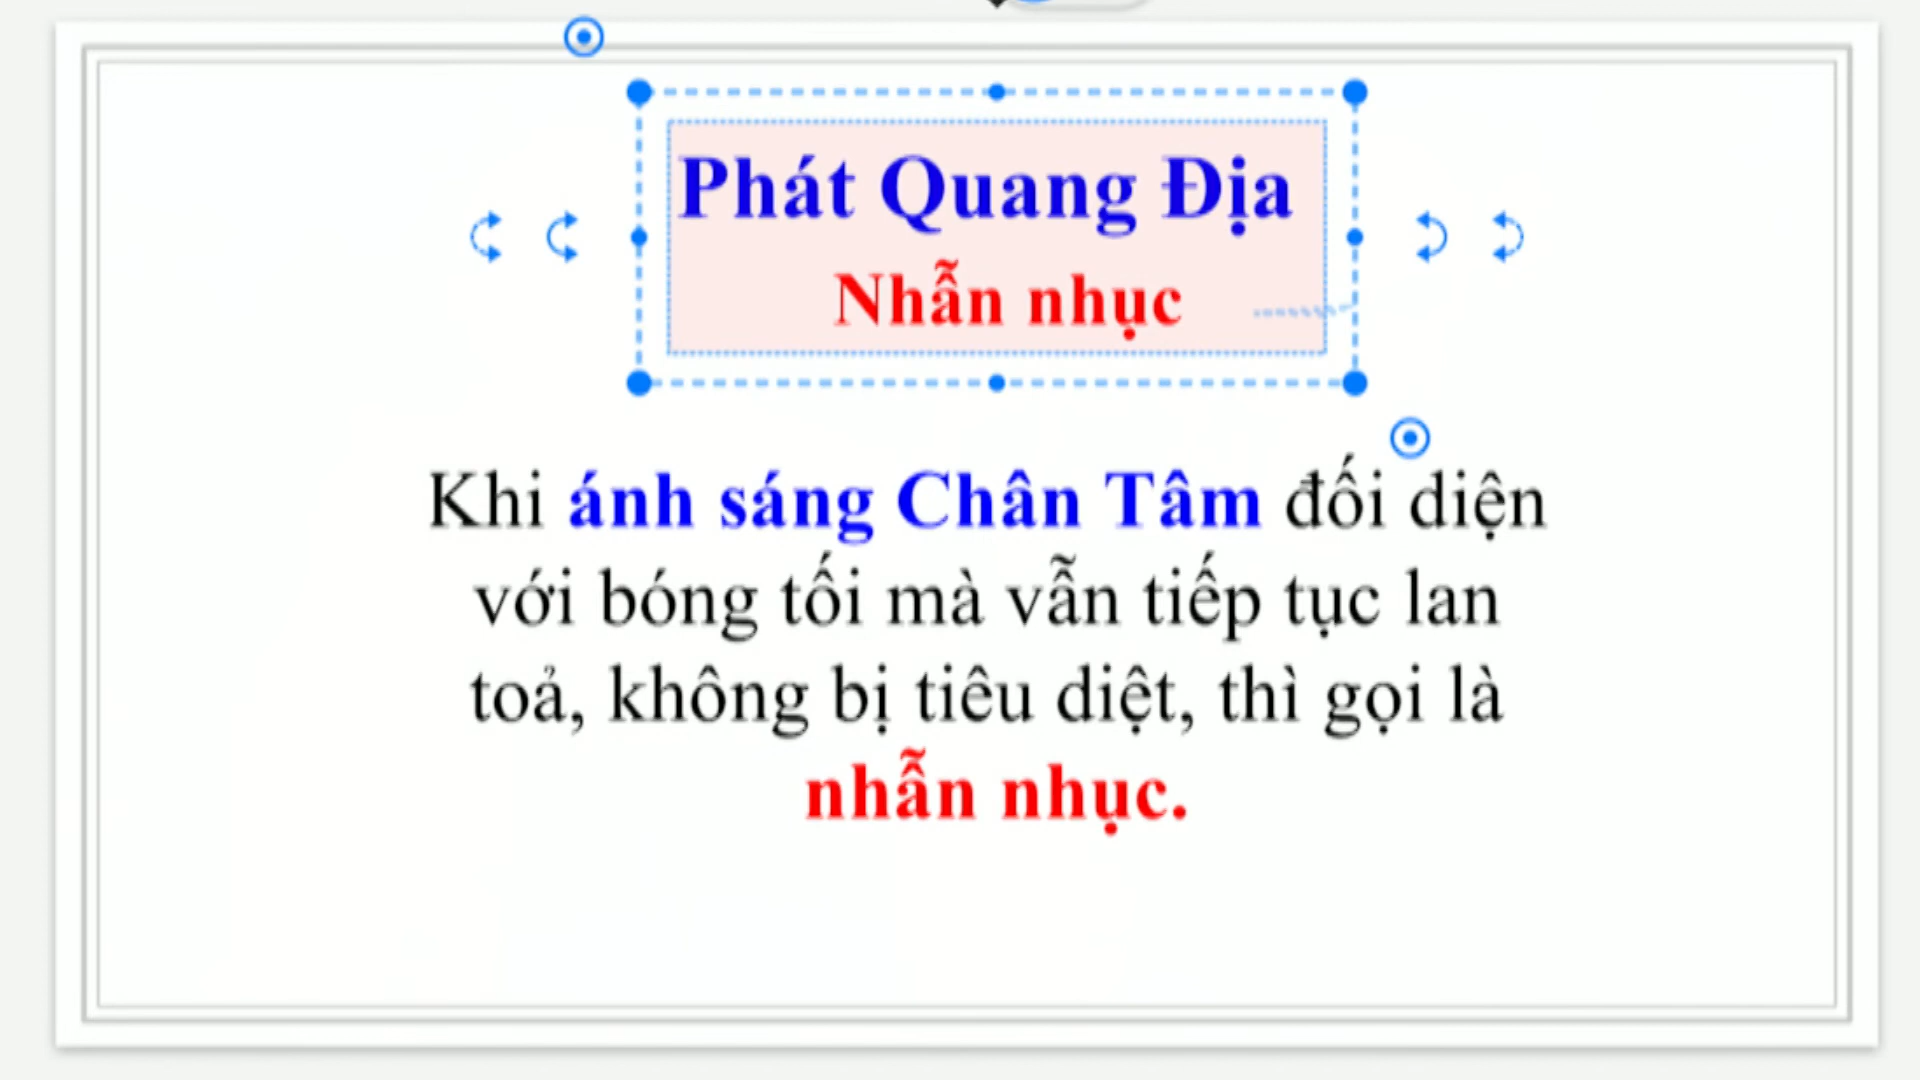 Phát Quang Địa
Nhẫn nhục
Khi ánh sáng Chân Tâm đối diện
với bóng tối mà vẫn tiếp tục lan
toả, không bị tiêu diệt, thì gọi là
nhẫn nhục.